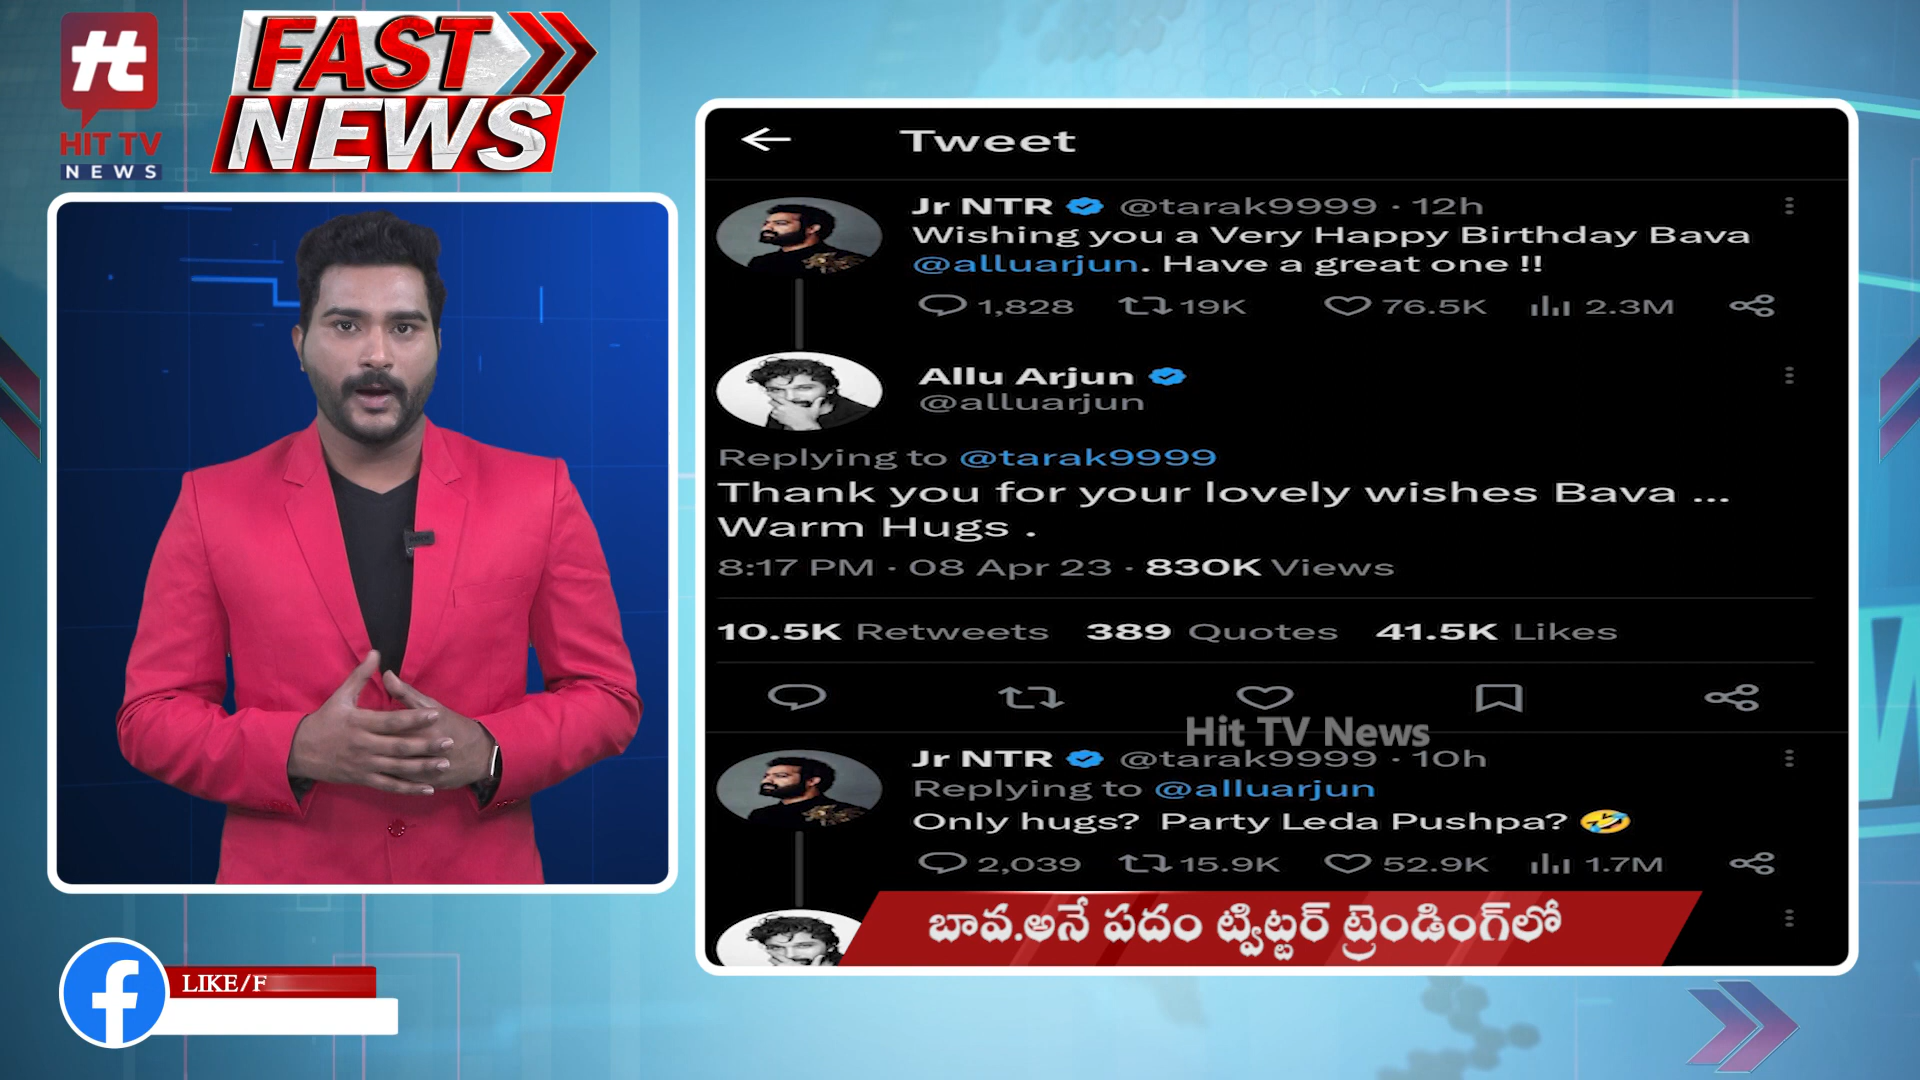 HIT TV
NEWS
FAST
NEWS
Tweet
Jr NTR @tarak9999 · 12h
Wishing you a Very Happy Birthday Bava
@alluarjun. Have a great one !!
1,828 19K 76.5K 2.3M
Allu Arjun
@alluarjun
Replying to @tarak9999
Thank you for your lovely wishes Bava ...
Warm Hugs .
8:17 PM · 08 Apr 23 · 830K Views
10.5K Retweets 389 Quotes 41.5K Likes
Hit TV News
Jr NTR @tarak9999 · 10h
Replying to @alluarjun
Only hugs? Party Leda Pushpa? 🤣
2,039 15.9K 52.9K 1.7M
బావ.అనే పదం ట్విట్టర్ ట్రెండింగ్‌లో
LIKE/F